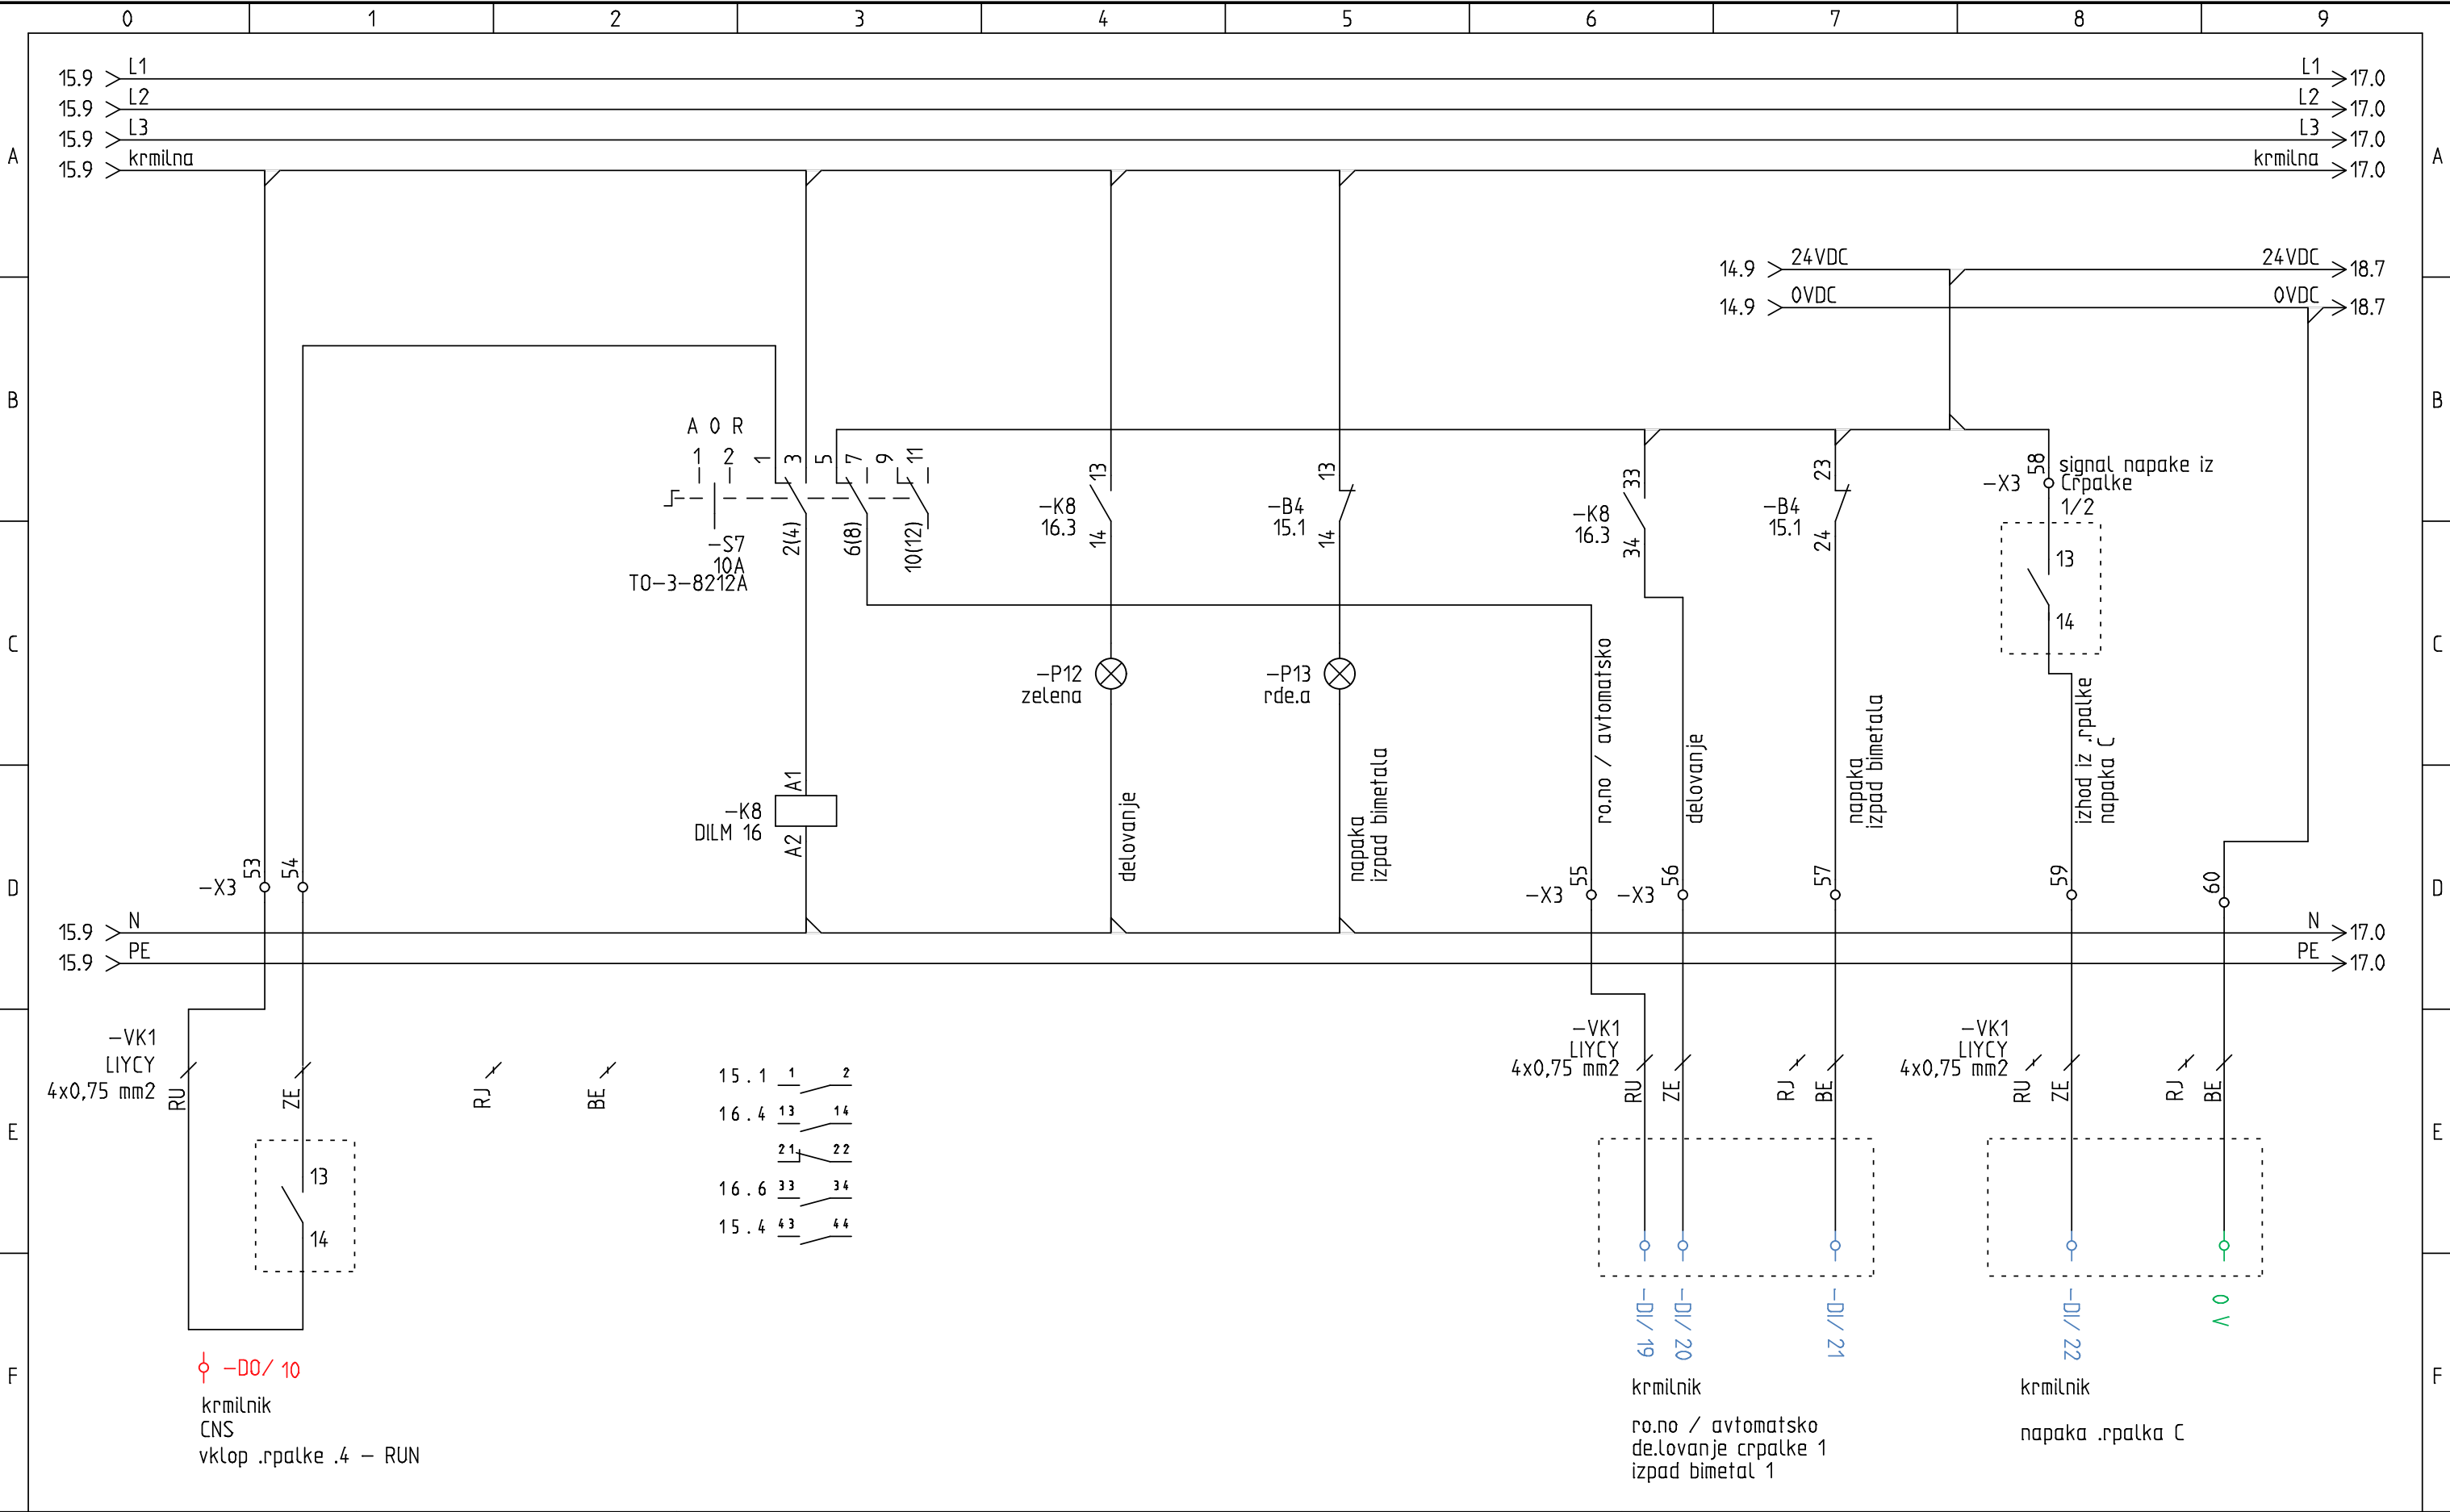 0 1 2 3 4 5 6 7 8 9
15.9 L1 L1 17.0
15.9 L2 L2 17.0
15.9 L3 L3 17.0
A A
15.9 krmilna krmilna 17.0
14.9 24VDC 24VDC 18.7
14.9 0VDC 0VDC 18.7
B B
A 0 R
1 2
1 3 5 7 9 11
2(4) 6(8) 10(12)
-S7
10A
TO-3-8212A
13
-K8
16.3
14
13
-B4
15.1
14
33
-K8
16.3
34
23
-B4
15.1
24
58
-X3
signal napake iz
Crpalke
1/2
13
14
C C
-P12
zelena
-P13
rde.a
ro.no / avtomatsko
delovanje
napaka
izpad bimetala
izhod iz .rpalke
napaka C
A1
-K8
DILM 16
A2
delovanje
napaka
izpad bimetala
D D
-X3 53 54
-X3 55
-X3 56
57
59
60
15.9 N N 17.0
15.9 PE PE 17.0
-VK1
LIYCY
4x0,75 mm2
RU ZE RJ BE
-VK1
LIYCY
4x0,75 mm2
RU ZE RJ BE
-VK1
LIYCY
4x0,75 mm2
RU ZE RJ BE
E E
15.1 1 2
16.4 13 14
21 22
16.6 33 34
15.4 43 44
13
14
-DI/ 19
-DI/ 20
-DI/ 21
-DI/ 22
0 V
F F
-DO/ 10
krmilnik
CNS
vklop .rpalke .4 - RUN
krmilnik
ro.no / avtomatsko
de.lovanje crpalke 1
izpad bimetal 1
krmilnik
napaka .rpalka C